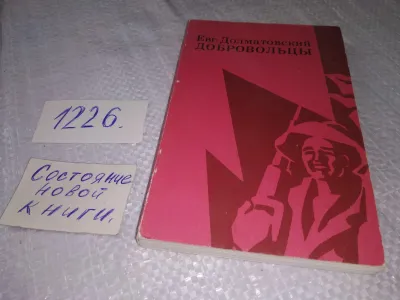 Евг. Долматовский
ДОБРОВОЛЬЦЫ
1226.
Состояние
новой
книги.